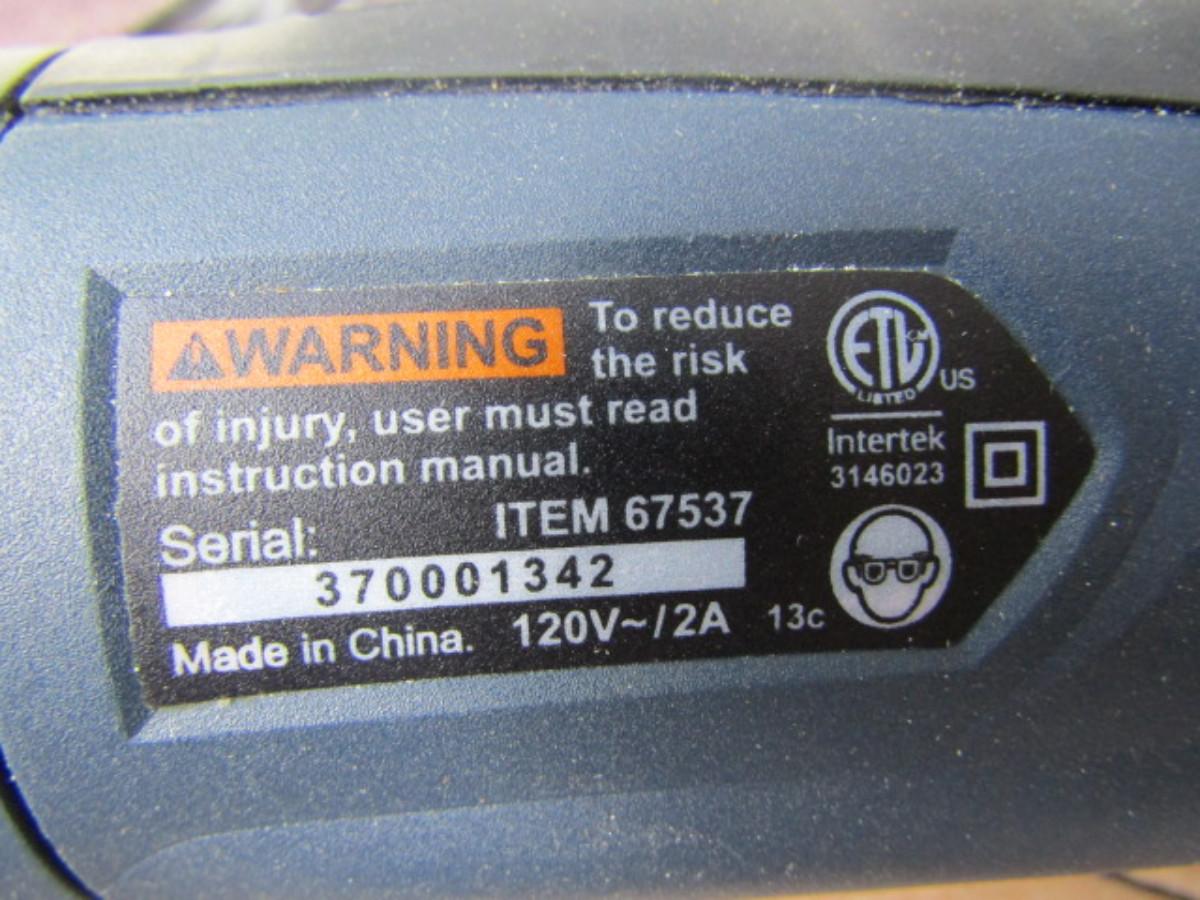 WARNING To reduce
the risk
of injury, user must read
instruction manual.
Serial: ITEM 67537
370001342
Made in China. 120V~/2A 13c
ETL
LISTED
US
Intertek
3146023